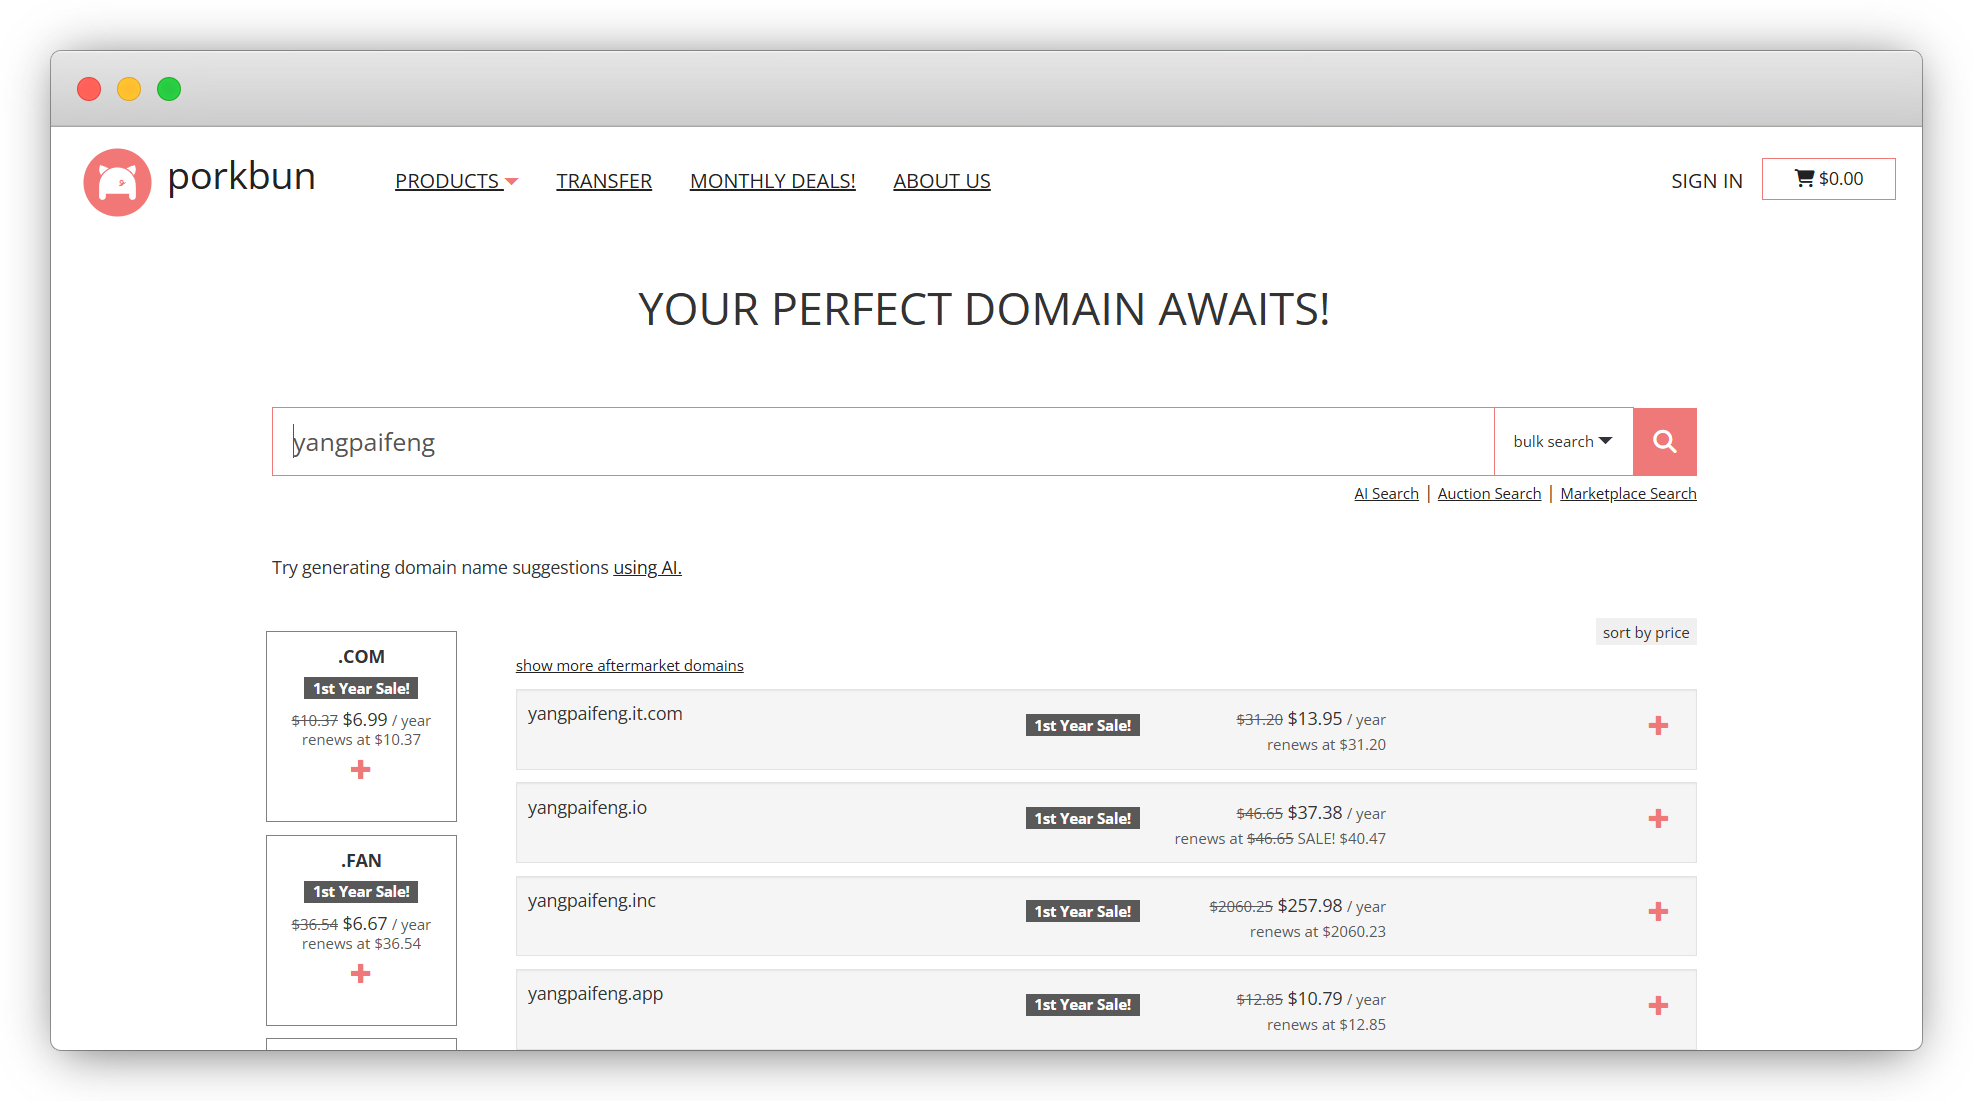 porkbun
PRODUCTS
TRANSFER
MONTHLY DEALS!
ABOUT US
SIGN IN
$0.00
YOUR PERFECT DOMAIN AWAITS!
yangpaifeng
bulk search
AI Search | Auction Search | Marketplace Search
Try generating domain name suggestions using AI.
.COM
1st Year Sale!
$10.37 $6.99 / year
renews at $10.37
.FAN
1st Year Sale!
$36.54 $6.67 / year
renews at $36.54
sort by price
show more aftermarket domains
yangpaifeng.it.com
1st Year Sale!
$31.20 $13.95 / year
renews at $31.20
yangpaifeng.io
1st Year Sale!
$46.65 $37.38 / year
renews at $46.65 SALE! $40.47
yangpaifeng.inc
1st Year Sale!
$2060.25 $257.98 / year
renews at $2060.23
yangpaifeng.app
1st Year Sale!
$12.85 $10.79 / year
renews at $12.85